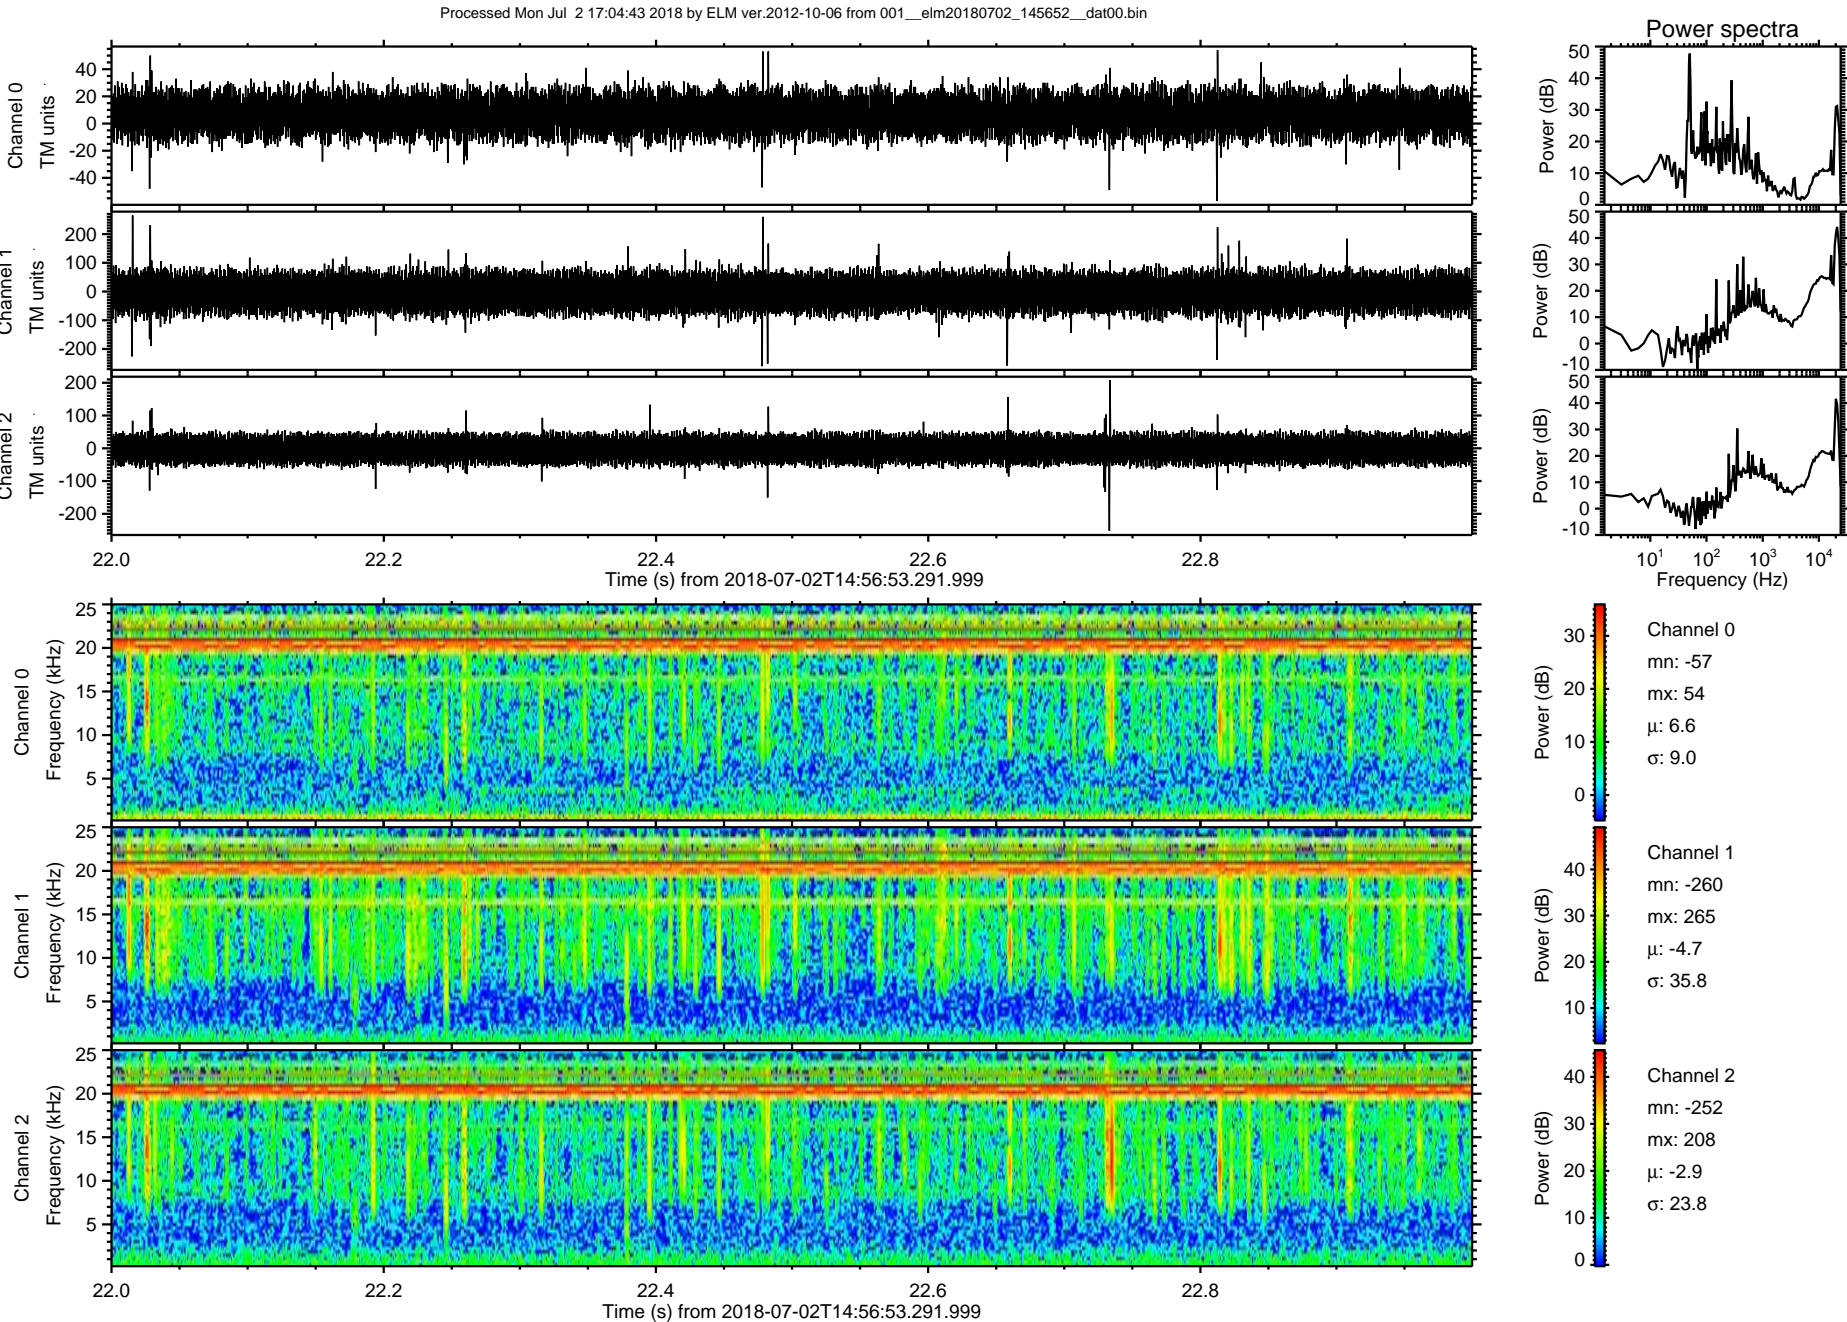 Processed Mon Jul  2 17:04:43 2018 by ELM ver.2012-10-06 from 001__elm20180702_145652__dat00.bin
Power spectra
Channel 0
TM units
40
20
0
-20
-40
Power (dB)
50
40
30
20
10
0
Channel 1
TM units
200
100
0
-100
-200
Power (dB)
50
40
30
20
10
0
-10
Channel 2
TM units
200
100
0
-100
-200
Power (dB)
50
40
30
20
10
0
-10
22.0 22.2 22.4 22.6 22.8
Time (s) from 2018-07-02T14:56:53.291.999
10¹ 10² 10³ 10⁴
Frequency (Hz)
Channel 0
Frequency (kHz)
25
20
15
10
5
Power (dB)
30
20
10
0
Channel 0
mn: -57
mx: 54
μ: 6.6
σ: 9.0
Channel 1
Frequency (kHz)
25
20
15
10
5
Power (dB)
40
30
20
10
Channel 1
mn: -260
mx: 265
μ: -4.7
σ: 35.8
Channel 2
Frequency (kHz)
25
20
15
10
5
Power (dB)
40
30
20
10
0
Channel 2
mn: -252
mx: 208
μ: -2.9
σ: 23.8
22.0 22.2 22.4 22.6 22.8
Time (s) from 2018-07-02T14:56:53.291.999